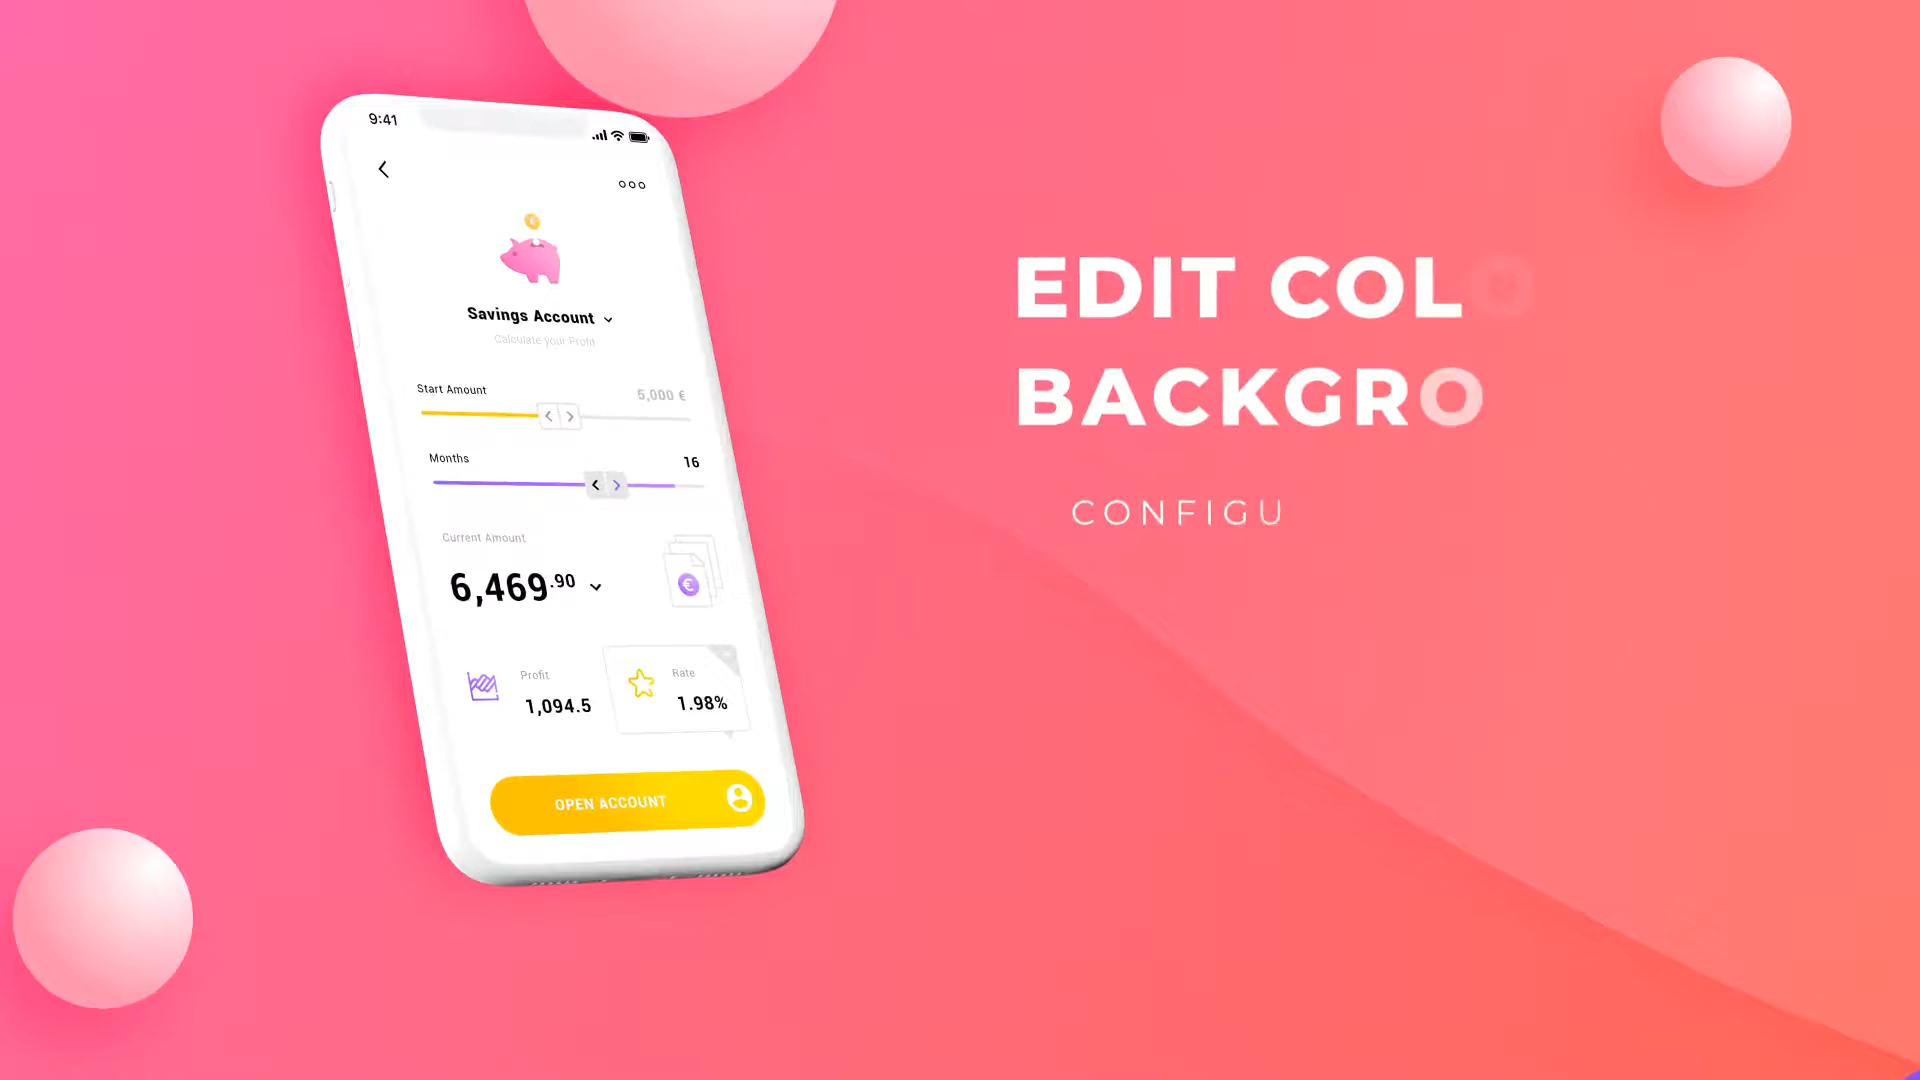 9:41
Savings Account
Calculate your Profit
Start Amount
5,000 €
Months
16
Current Amount
6,469.90
€
Profit
1,094.5
Rate
1.98%
OPEN ACCOUNT
EDIT COLO
BACKGRO
CONFIGU